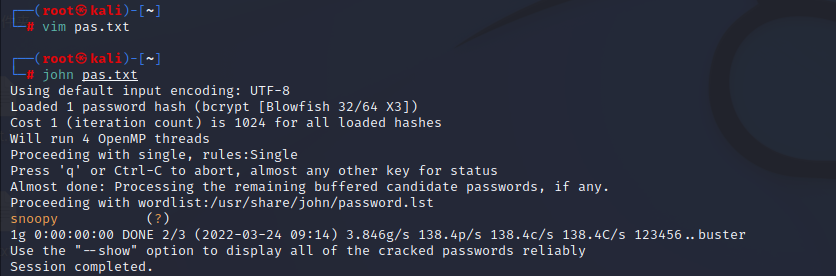 ┌──(root㉿kali)-[~]
└─# vim pas.txt
┌──(root㉿kali)-[~]
└─# john pas.txt
Using default input encoding: UTF-8
Loaded 1 password hash (bcrypt [Blowfish 32/64 X3])
Cost 1 (iteration count) is 1024 for all loaded hashes
Will run 4 OpenMP threads
Proceeding with single, rules:Single
Press 'q' or Ctrl-C to abort, almost any other key for status
Almost done: Processing the remaining buffered candidate passwords, if any.
Proceeding with wordlist:/usr/share/john/password.lst
snoopy           (?)
1g 0:00:00:00 DONE 2/3 (2022-03-24 09:14) 3.846g/s 138.4p/s 138.4c/s 138.4C/s 123456..buster
Use the "--show" option to display all of the cracked passwords reliably
Session completed.